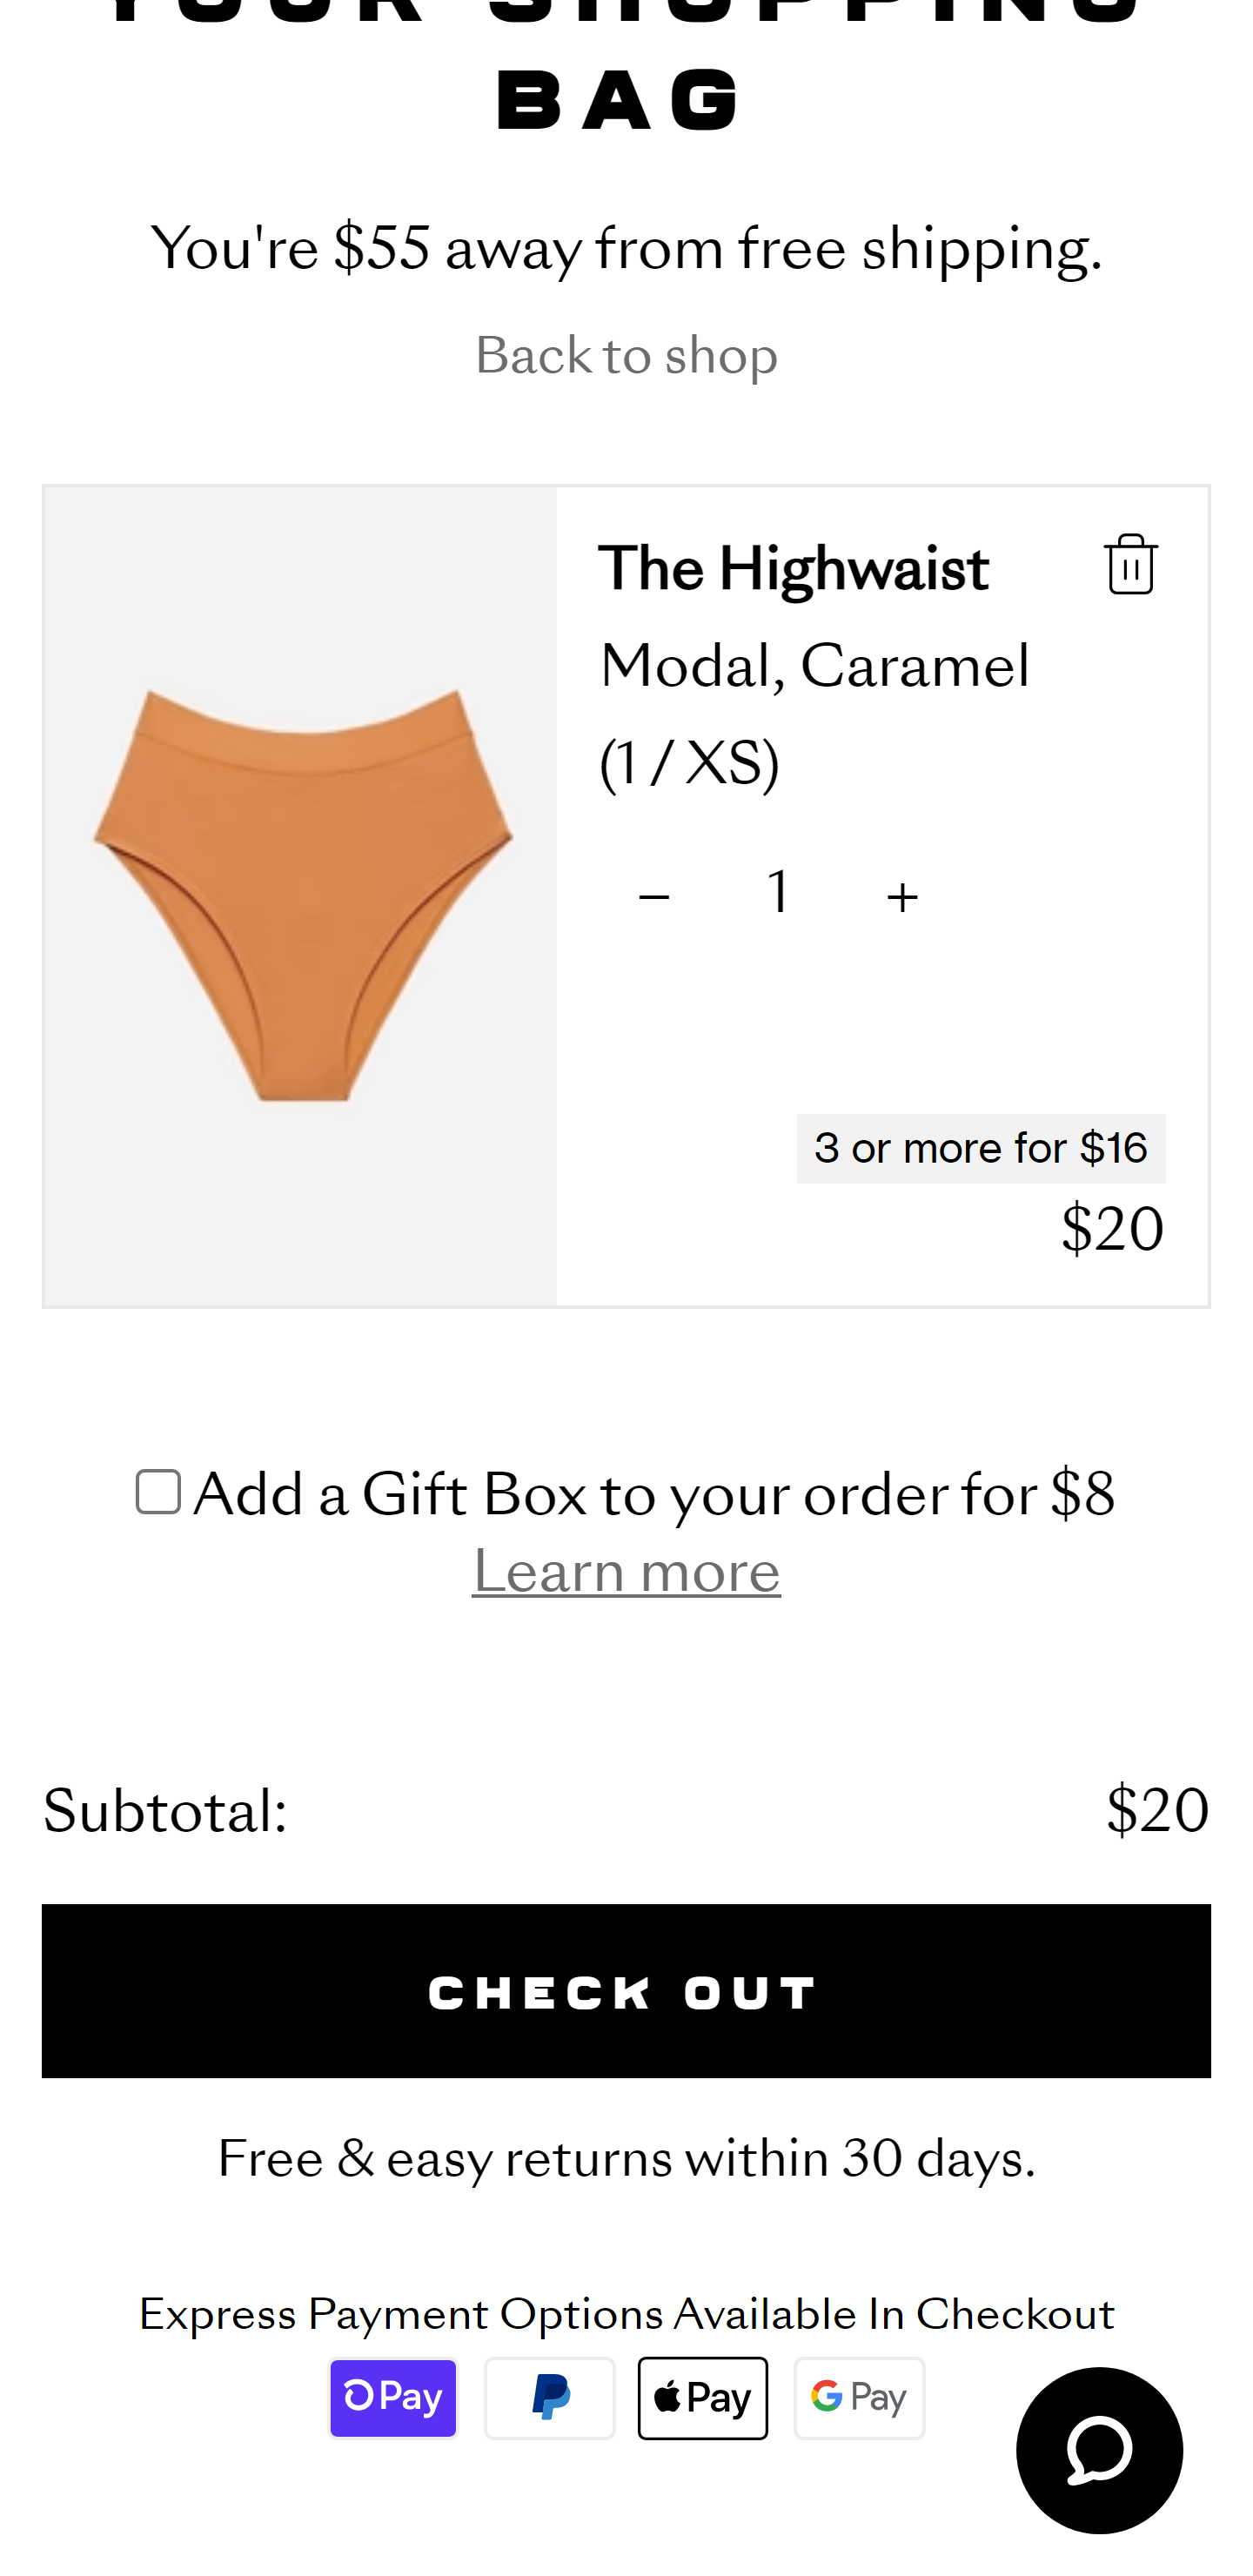 YOUR SHOPPING
BAG
You're $55 away from free shipping.
Back to shop
The Highwaist
Modal, Caramel
(1 / XS)
− 1 +
3 or more for $16
$20
Add a Gift Box to your order for $8
Learn more
Subtotal: $20
CHECK OUT
Free & easy returns within 30 days.
Express Payment Options Available In Checkout
Pay Pay G Pay